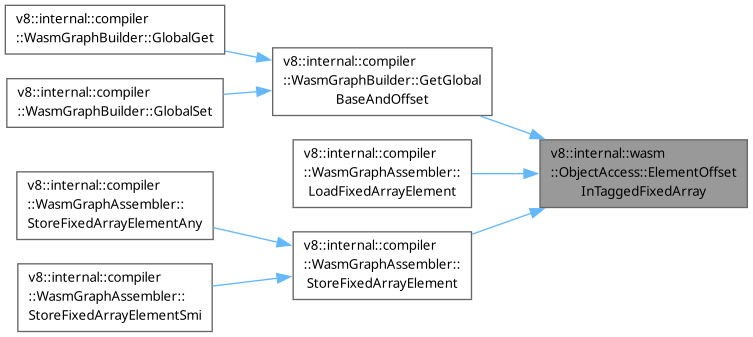 v8::internal::compiler
::WasmGraphBuilder::GlobalGet
v8::internal::compiler
::WasmGraphBuilder::GlobalSet
v8::internal::compiler
::WasmGraphBuilder::GetGlobal
BaseAndOffset
v8::internal::compiler
::WasmGraphAssembler::
LoadFixedArrayElement
v8::internal::wasm
::ObjectAccess::ElementOffset
InTaggedFixedArray
v8::internal::compiler
::WasmGraphAssembler::
StoreFixedArrayElementAny
v8::internal::compiler
::WasmGraphAssembler::
StoreFixedArrayElement
v8::internal::compiler
::WasmGraphAssembler::
StoreFixedArrayElementSmi